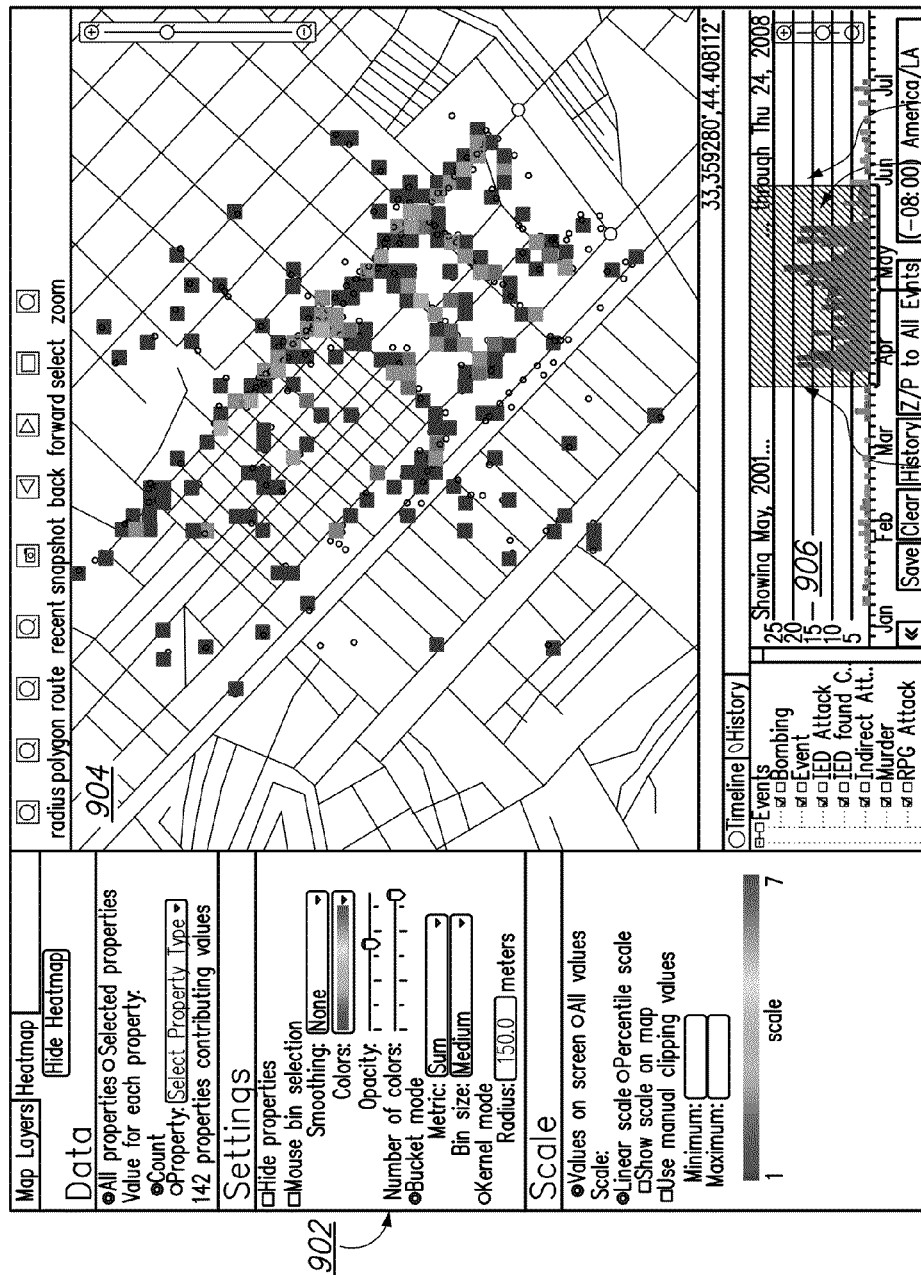 902
Map Layers Heatmap
Hide Heatmap
Data
All properties Selected properties
Value for each property:
Count
Property: Select Property Type
142 properties contributing values
Settings
Hide properties
Mouse bin selection
Smoothing: None
Colors:
Opacity:
Number of colors:
Bucket mode
Metric: Sum
Bin size: Medium
Kernel mode
Radius: 150.0 meters
Scale
Values on screen All values
Scale:
Linear scale Percentile scale
Show scale on map
Use manual clipping values
Minimum:
Maximum:
1 scale 7
radius polygon route recent snapshot back forward select zoom
904
33,359280°,44.408112°
Timeline History
Events
Bombing
Event
IED Attack
IED found C..
Indirect Att..
Murder
RPG Attack
Showing May, 2001... ...through Thu 24, 2008
25
20
15
10
5
906
Jan Feb Mar Apr May Jun Jul
« Save Clear History Z/P to All Evnts (-08:00) America/LA